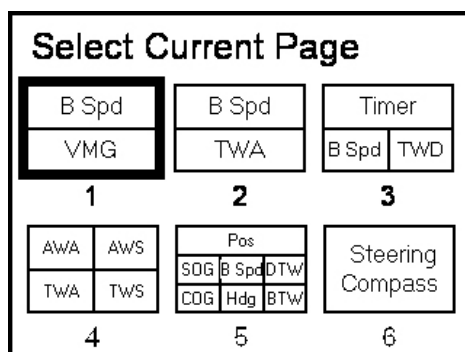 Select Current Page
B Spd
VMG
1
B Spd
TWA
2
Timer
B Spd TWD
3
AWA AWS
TWA TWS
4
Pos
SOG B Spd DTW
COG Hdg BTW
5
Steering
Compass
6